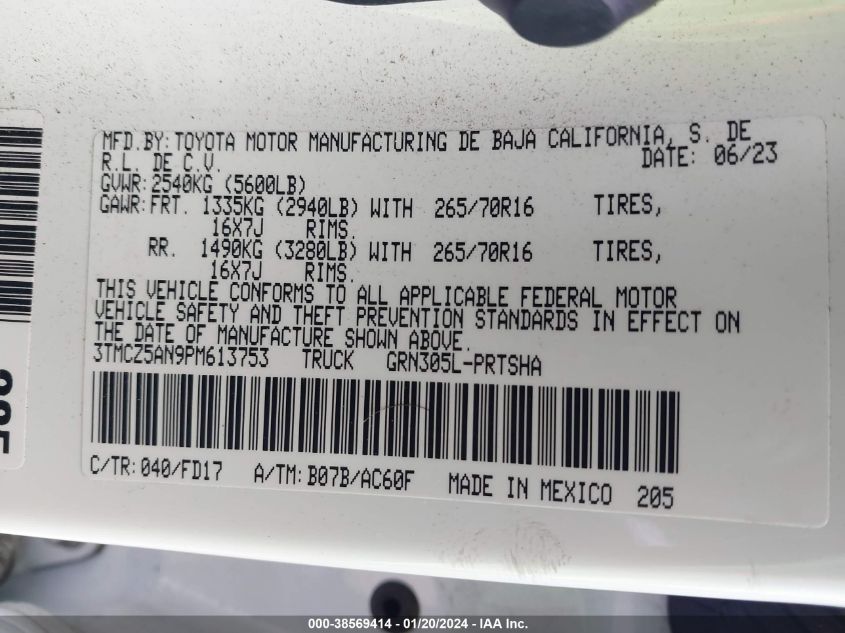 MFD.BY: TOYOTA MOTOR MANUFACTURING DE BAJA CALIFORNIA, S. DE
R.L. DE C.V. DATE: 06/23
GVWR: 2540KG (5600LB)
GAWR: FRT. 1335KG (2940LB) WITH 265/70R16 TIRES,
16X7J RIMS.
RR. 1490KG (3280LB) WITH 265/70R16 TIRES,
16X7J RIMS.
THIS VEHICLE CONFORMS TO ALL APPLICABLE FEDERAL MOTOR
VEHICLE SAFETY AND THEFT PREVENTION STANDARDS IN EFFECT ON
THE DATE OF MANUFACTURE SHOWN ABOVE.
3TMCZ5AN9PM613753 TRUCK GRN305L-PRTSHA
C/TR: 040/FD17 A/TM: B07B/AC60F MADE IN MEXICO 205
000-38569414 - 01/20/2024 - IAA Inc.